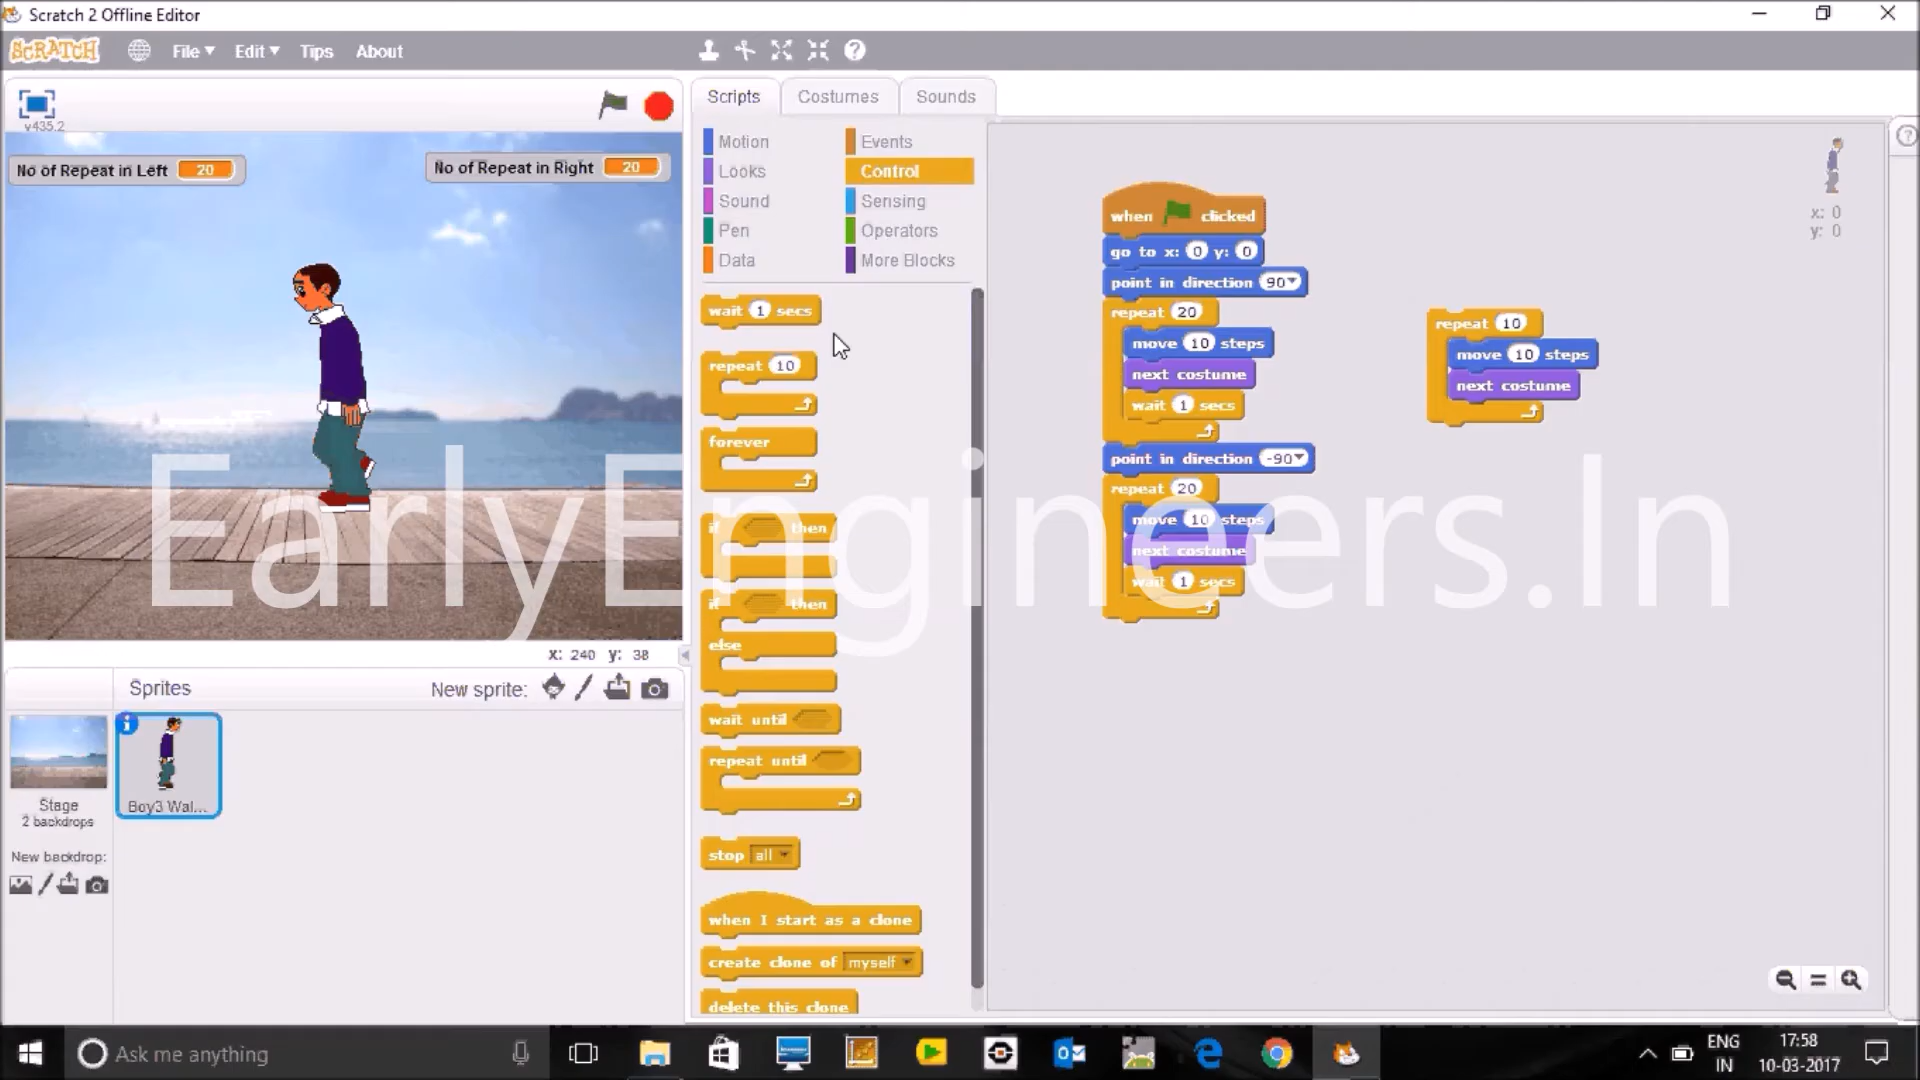 Scratch 2 Offline Editor
SCRATCH File Edit Tips About
v435.2
No of Repeat in Left 20
No of Repeat in Right 20
x: 240 y: 38
Sprites New sprite:
Stage
2 backdrops
New backdrop:
Boy3 Wal...
Scripts Costumes Sounds
Motion Events
Looks Control
Sound Sensing
Pen Operators
Data More Blocks
wait 1 secs
repeat 10
forever
if then
if then
else
wait until
repeat until
stop all
when I start as a clone
create clone of myself
delete this clone
when clicked
go to x: 0 y: 0
point in direction 90
repeat 20
move 10 steps
next costume
wait 1 secs
point in direction -90
repeat 20
move 10 steps
next costume
wait 1 secs
repeat 10
move 10 steps
next costume
x: 0
y: 0
EarlyEngineers.In
Ask me anything
ENG
IN
17:58
10-03-2017